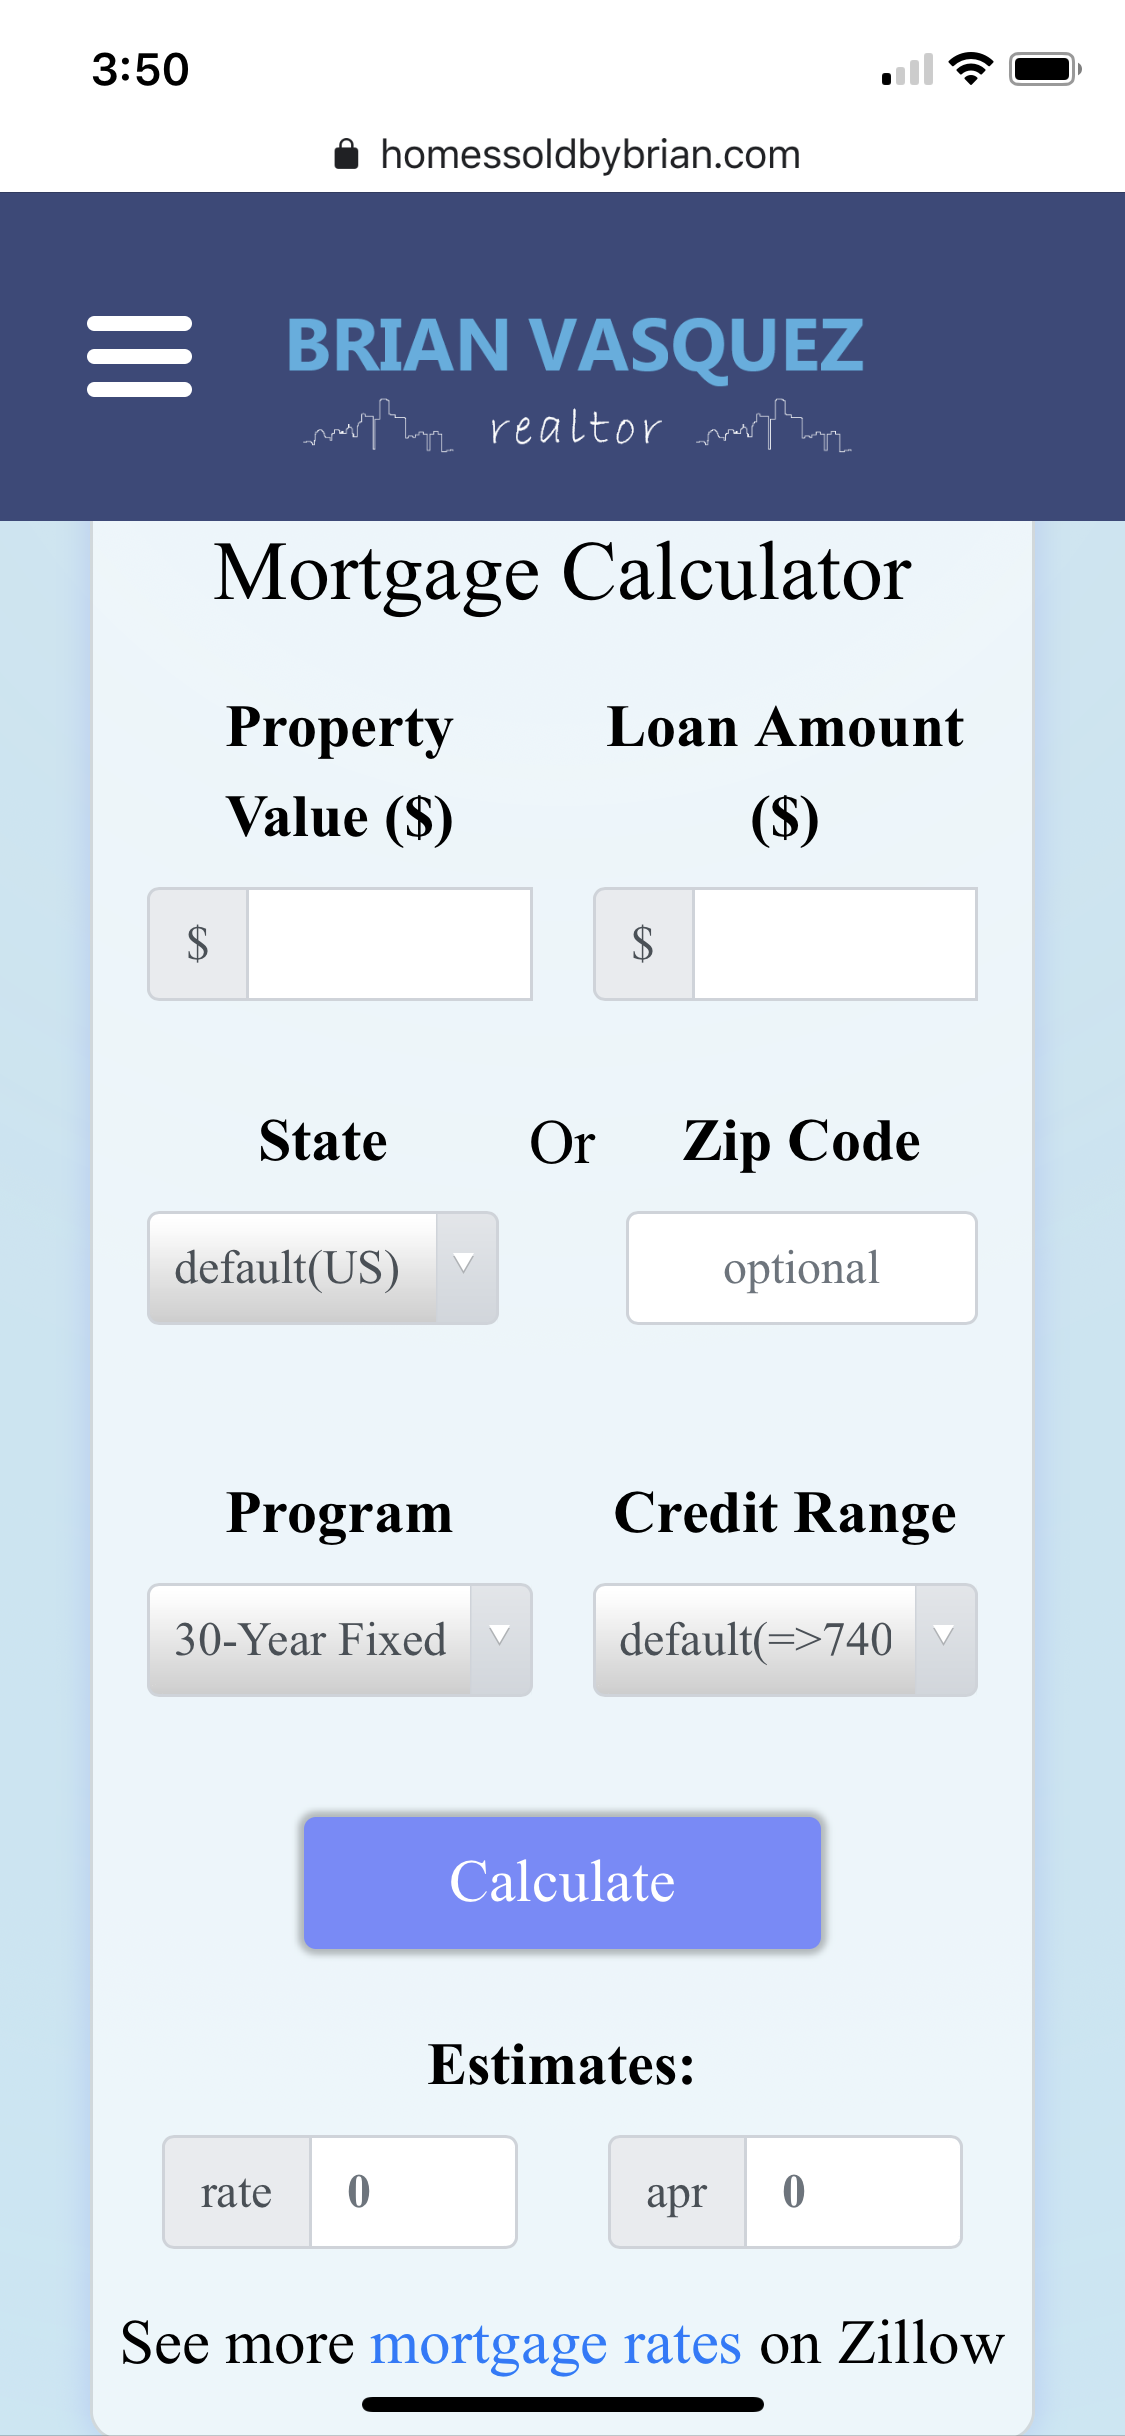 3:50
homessoldbybrian.com
BRIAN VASQUEZ
realtor
Mortgage Calculator
Property Value ($)
Loan Amount ($)
$
$
State Or Zip Code
default(US)
optional
Program
Credit Range
30-Year Fixed
default(=>740
Calculate
Estimates:
rate 0
apr 0
See more mortgage rates on Zillow